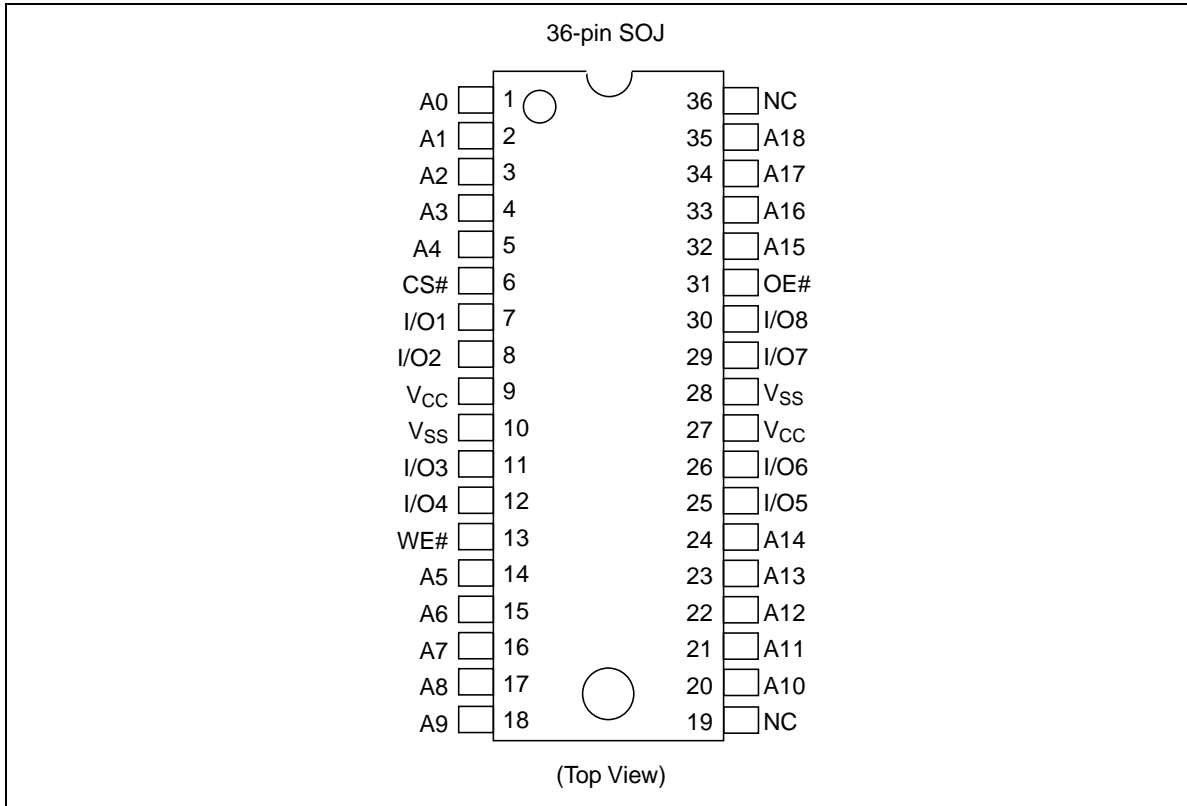 36-pin SOJ
A0 1 36 NC
A1 2 35 A18
A2 3 34 A17
A3 4 33 A16
A4 5 32 A15
CS# 6 31 OE#
I/O1 7 30 I/O8
I/O2 8 29 I/O7
VCC 9 28 VSS
VSS 10 27 VCC
I/O3 11 26 I/O6
I/O4 12 25 I/O5
WE# 13 24 A14
A5 14 23 A13
A6 15 22 A12
A7 16 21 A11
A8 17 20 A10
A9 18 19 NC
(Top View)